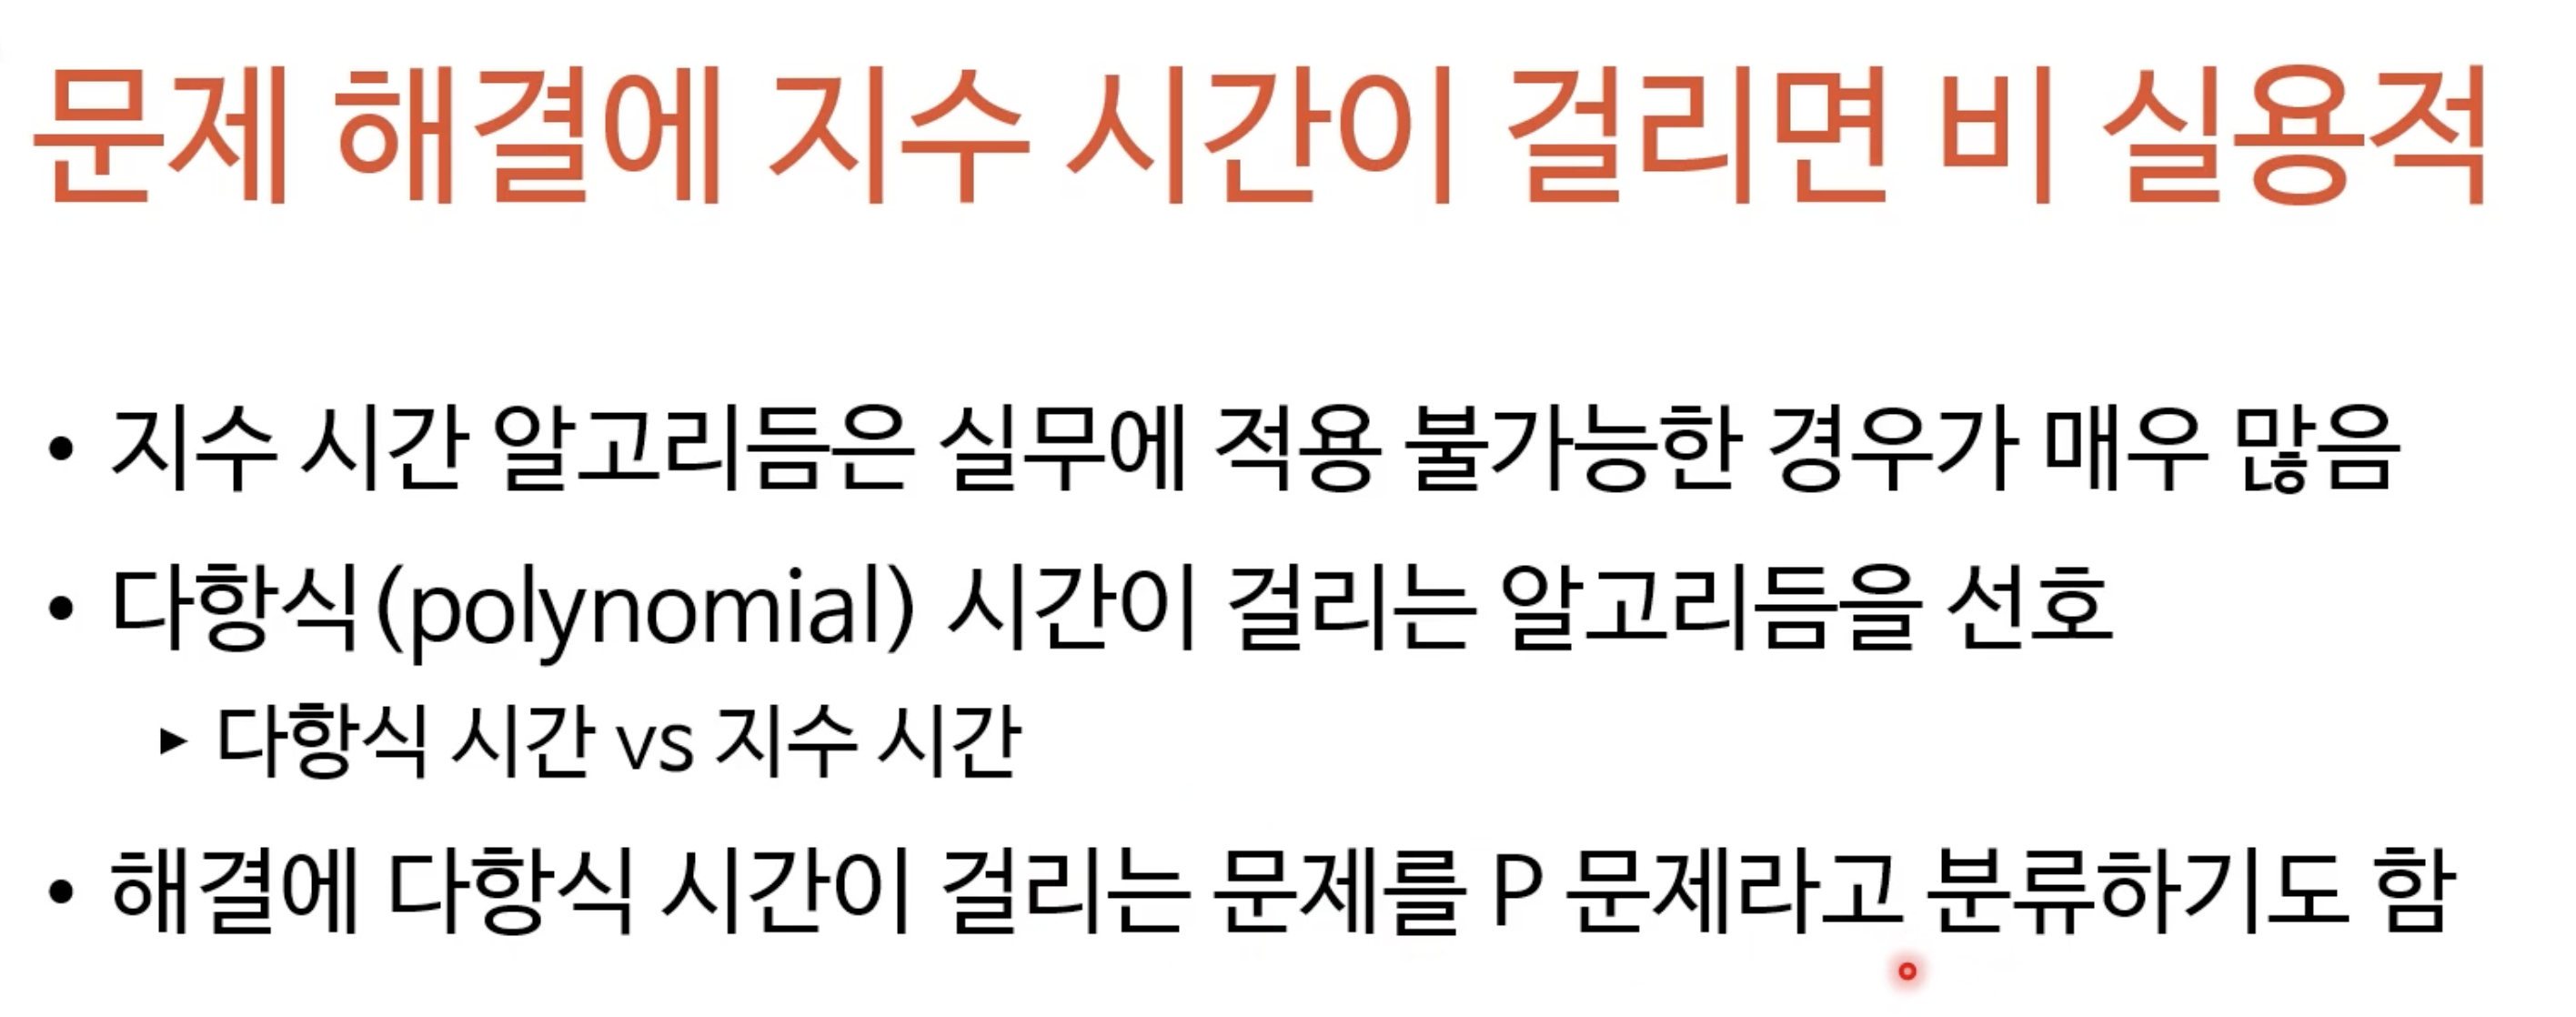 문제 해결에 지수 시간이 걸리면 비 실용적
• 지수 시간 알고리듬은 실무에 적용 불가능한 경우가 매우 많음
• 다항식(polynomial) 시간이 걸리는 알고리듬을 선호
▸ 다항식 시간 vs 지수 시간
• 해결에 다항식 시간이 걸리는 문제를 P 문제라고 분류하기도 함